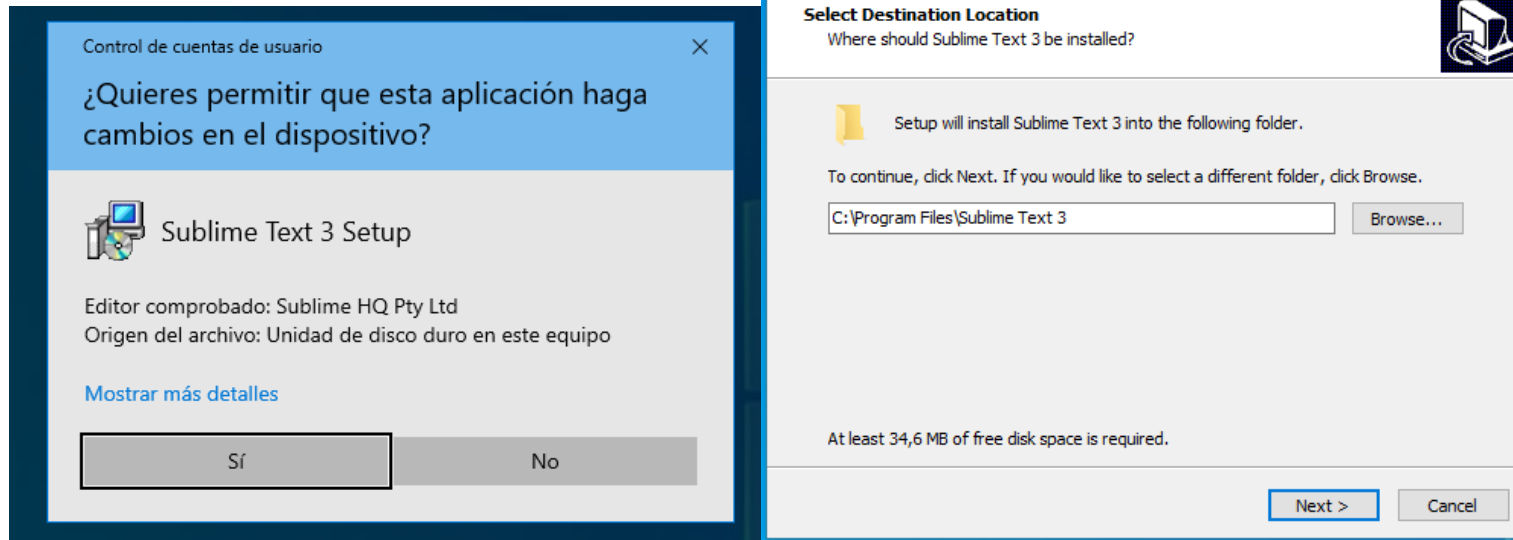 Control de cuentas de usuario
¿Quieres permitir que esta aplicación haga
cambios en el dispositivo?
Sublime Text 3 Setup
Editor comprobado: Sublime HQ Pty Ltd
Origen del archivo: Unidad de disco duro en este equipo
Mostrar más detalles
Sí
No
Select Destination Location
Where should Sublime Text 3 be installed?
Setup will install Sublime Text 3 into the following folder.
To continue, click Next. If you would like to select a different folder, click Browse.
C:\Program Files\Sublime Text 3
Browse...
At least 34,6 MB of free disk space is required.
Next >
Cancel